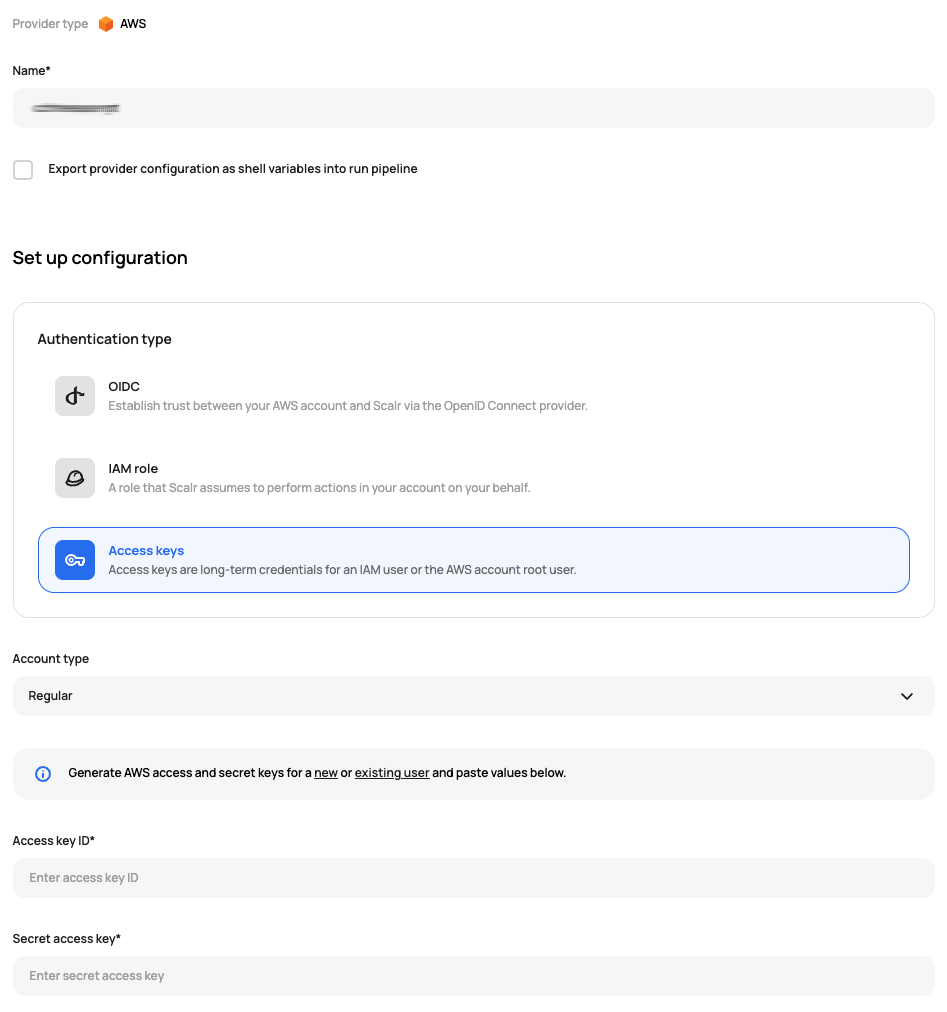 Provider type AWS
Name*
Export provider configuration as shell variables into run pipeline
Set up configuration
Authentication type
OIDC
Establish trust between your AWS account and Scalr via the OpenID Connect provider.
IAM role
A role that Scalr assumes to perform actions in your account on your behalf.
Access keys
Access keys are long-term credentials for an IAM user or the AWS account root user.
Account type
Regular
Generate AWS access and secret keys for a new or existing user and paste values below.
Access key ID*
Enter access key ID
Secret access key*
Enter secret access key